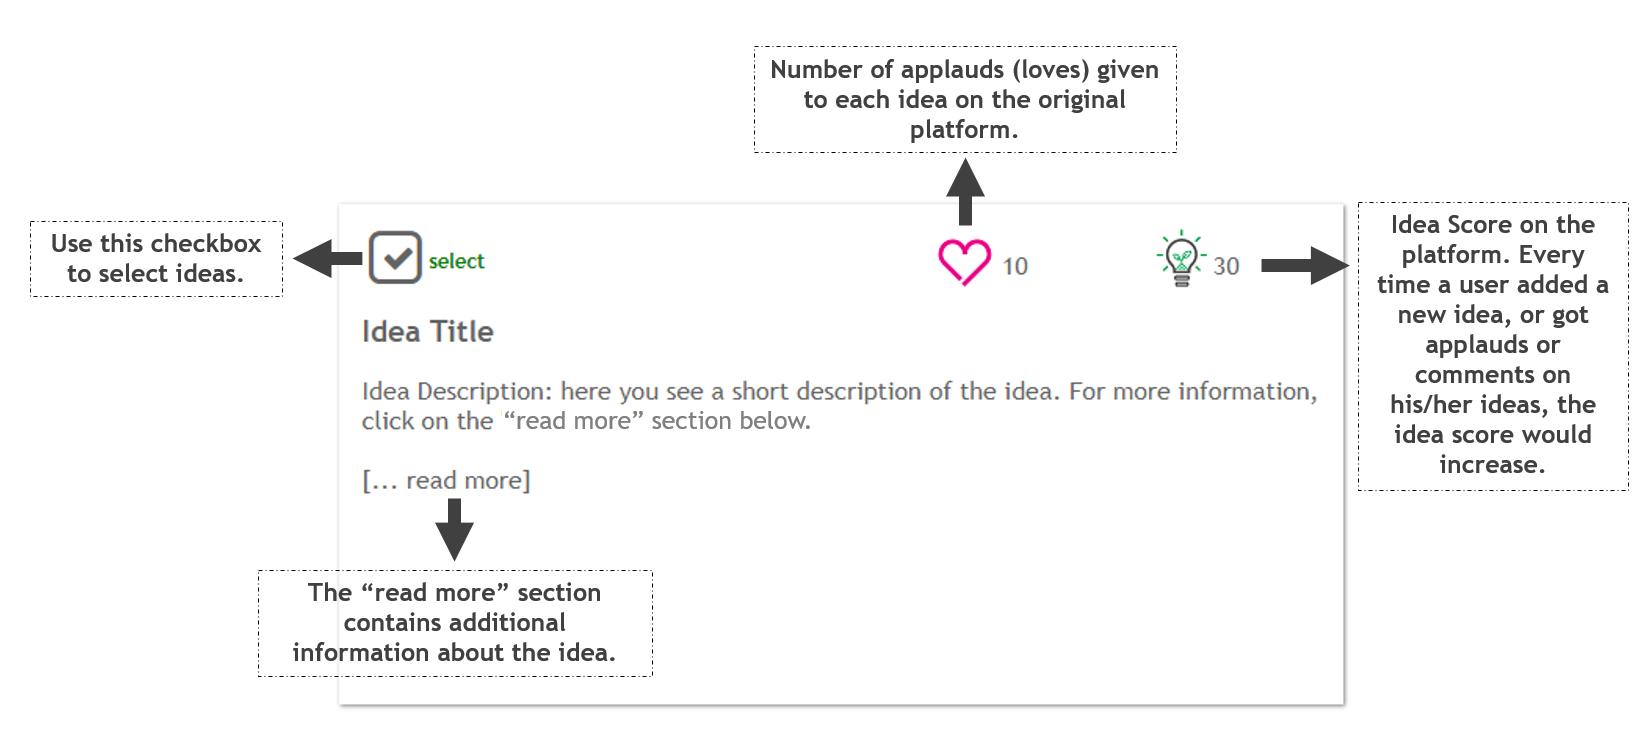 Number of applauds (loves) given
to each idea on the original
platform.
Use this checkbox
to select ideas.
select
10
30
Idea Score on the
platform. Every
time a user added a
new idea, or got
applauds or
comments on
his/her ideas, the
idea score would
increase.
Idea Title
Idea Description: here you see a short description of the idea. For more information,
click on the “read more” section below.
[... read more]
The “read more” section
contains additional
information about the idea.